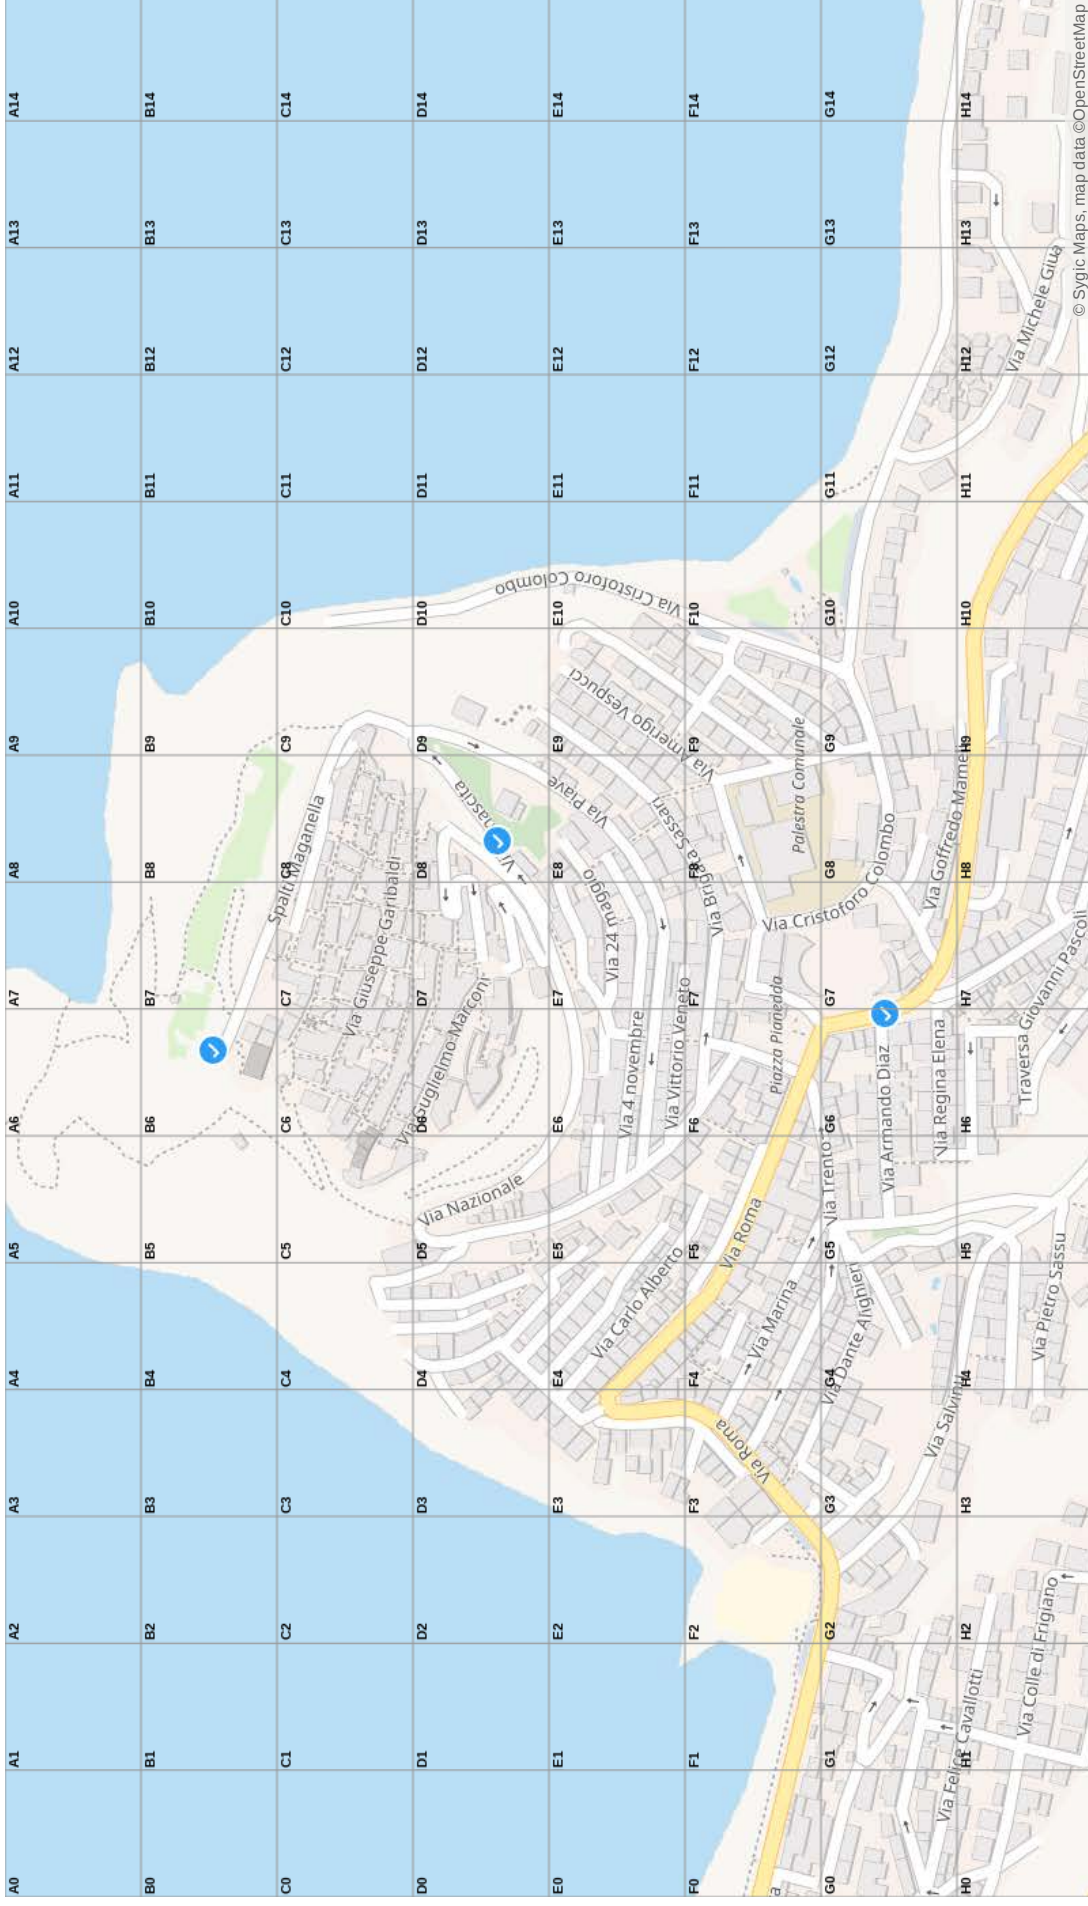 A0 A1 A2 A3 A4 A5 A6 A7 A8 A9 A10 A11 A12 A13 A14
B0 B1 B2 B3 B4 B5 B6 B7 B8 B9 B10 B11 B12 B13 B14
C0 C1 C2 C3 C4 C5 C6 C7 C8 C9 C10 C11 C12 C13 C14
Spalti Maganella
Via Giuseppe Garibaldi
Via Guglielmo Marconi
D0 D1 D2 D3 D4 D5 D6 D7 D8 D9 D10 D11 D12 D13 D14
Via Nazionale
Via Cristoforo Colombo
E0 E1 E2 E3 E4 E5 E6 E7 E8 E9 E10 E11 E12 E13 E14
Via Piave
Via 24 maggio
Via Amerigo Vespucci
Via 4 novembre
Via Carlo Alberto
Via Vittorio Veneto
Via Brigata Sassari
F0 F1 F2 F3 F4 F5 F6 F7 F8 F9 F10 F11 F12 F13 F14
Via Roma
Via Roma
Via Marina
Piazza Pianedda
Palestra Comunale
Via Cristoforo Colombo
G0 G1 G2 G3 G4 G5 G6 G7 G8 G9 G10 G11 G12 G13 G14
Via Trento
Via Dante Alighieri
Via Armando Diaz
Via Regina Elena
Via Goffredo Mameli
Via Salvini
Via Felice Cavallotti
H0 H1 H2 H3 H4 H5 H6 H7 H8 H9 H10 H11 H12 H13 H14
Via Colle di Frigiano
Via Pietro Sassu
Traversa Giovanni Pascoli
Via Michele Giua
© Sygic Maps, map data ©OpenStreetMap